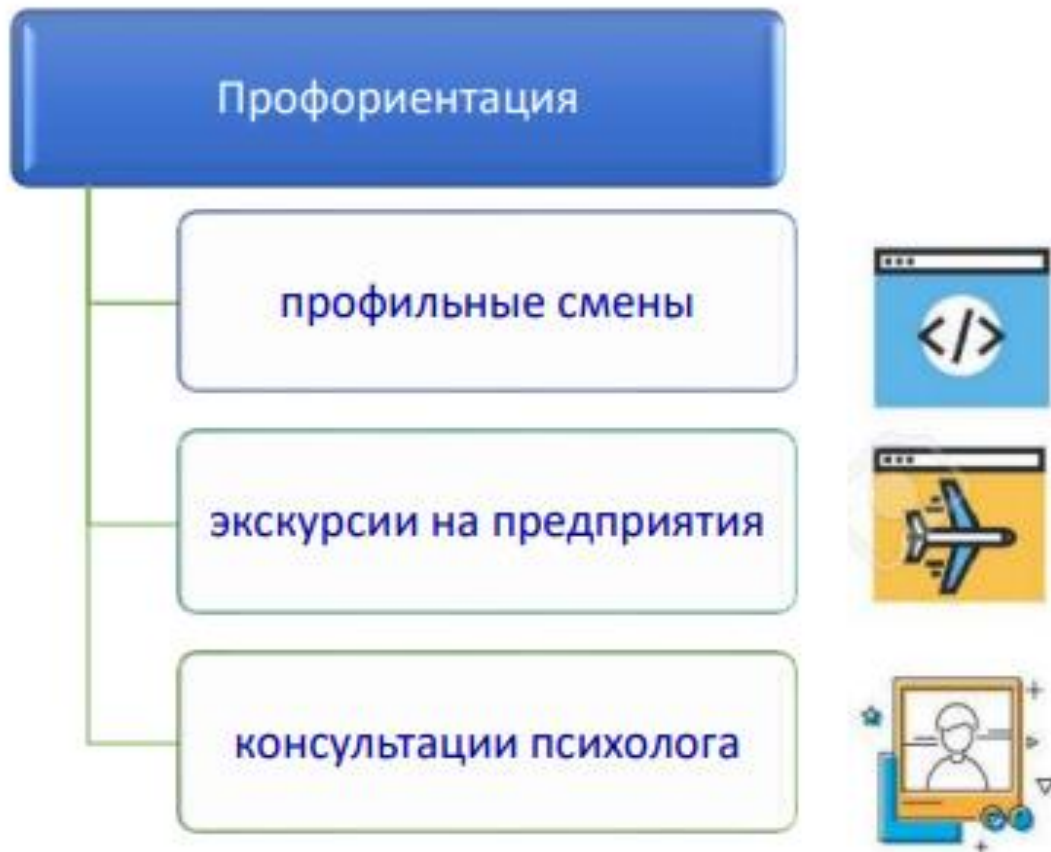 Профориентация
профильные смены
</>
экскурсии на предприятия
консультации психолога